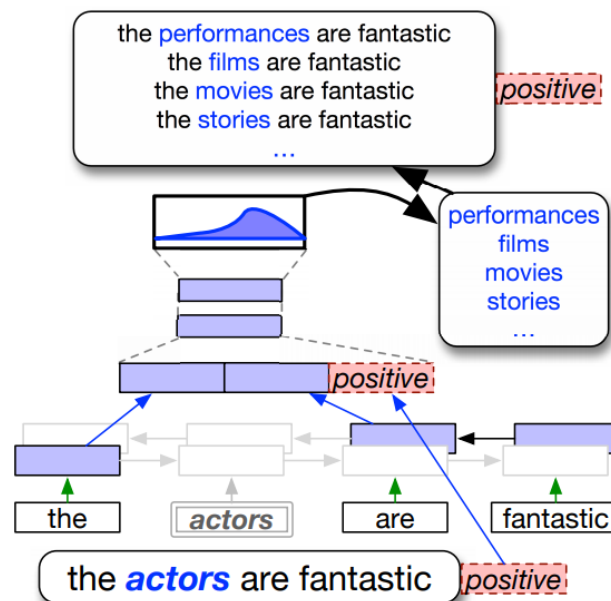 the performances are fantastic
the films are fantastic
the movies are fantastic
the stories are fantastic
...
positive
performances
films
movies
stories
...
positive
the
actors
are
fantastic
the actors are fantastic
positive